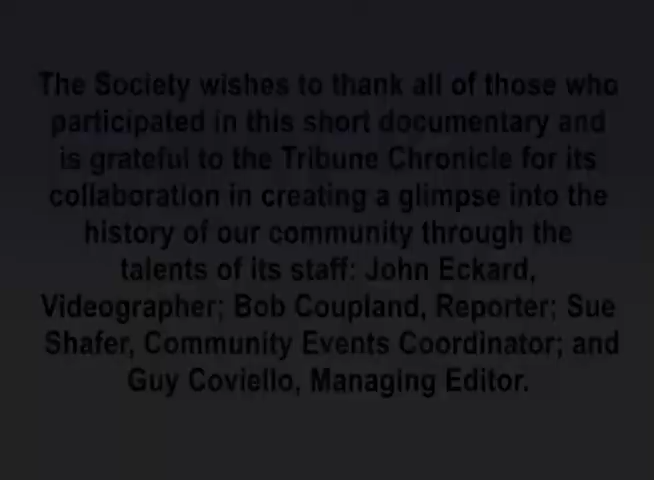 The Society wishes to thank all of those who
participated in this short documentary and
is grateful to the Tribune Chronicle for its
collaboration in creating a glimpse into the
history of our community through the
talents of its staff: John Eckard,
Videographer; Bob Coupland, Reporter; Sue
Shafer, Community Events Coordinator; and
Guy Coviello, Managing Editor.